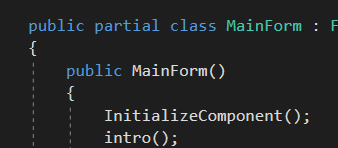 public partial class MainForm : F
{
public MainForm()
{
InitializeComponent();
intro();